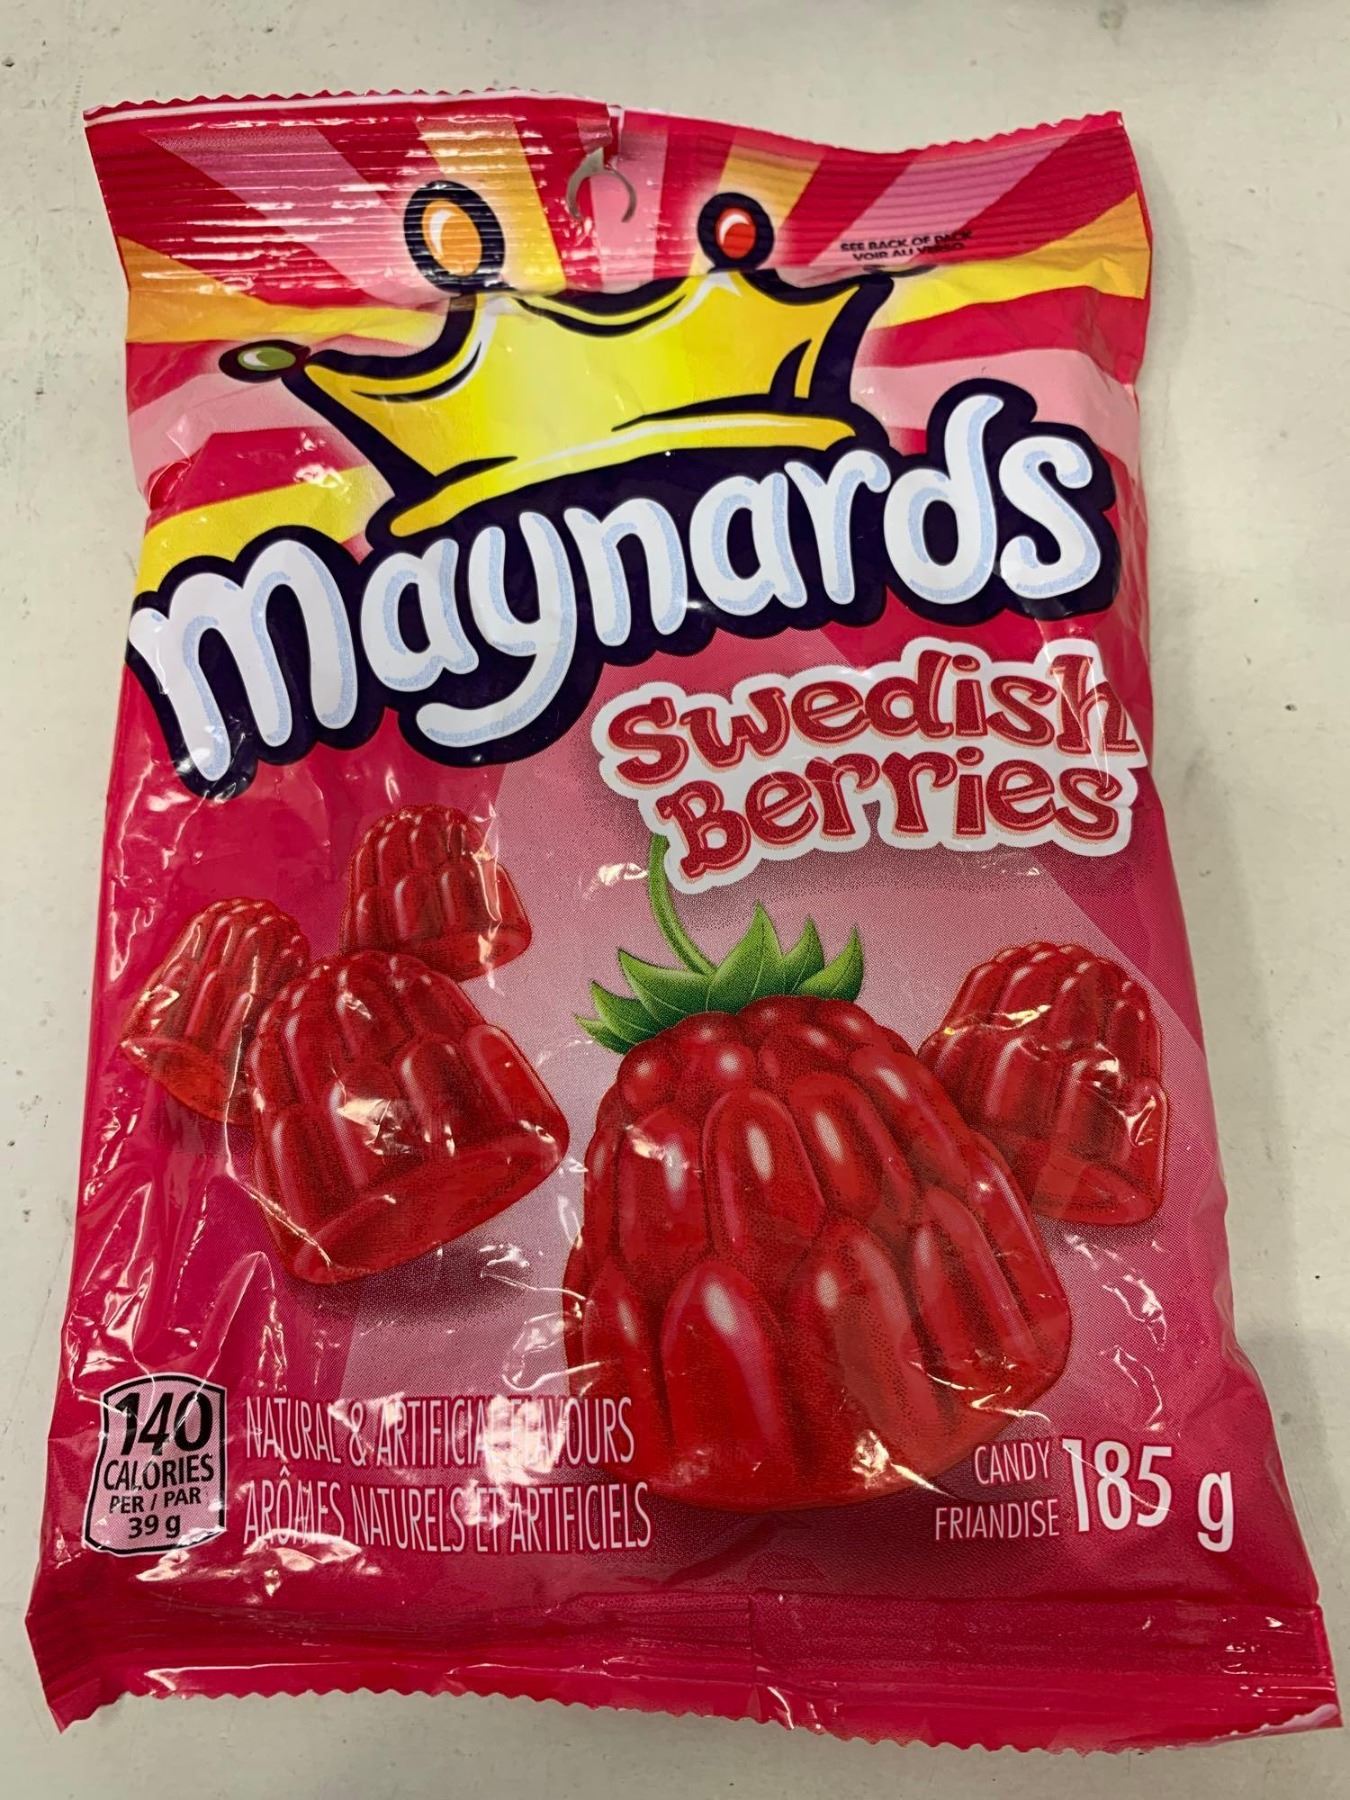 SEE BACK OF PACK
VOIR AU VERSO
maynards
Swedish
Berries
140
CALORIES
PER / PAR
39 g
NATURAL & ARTIFICIAL FLAVOURS
ARÔMES NATURELS ET ARTIFICIELS
CANDY
FRIANDISE
185 g